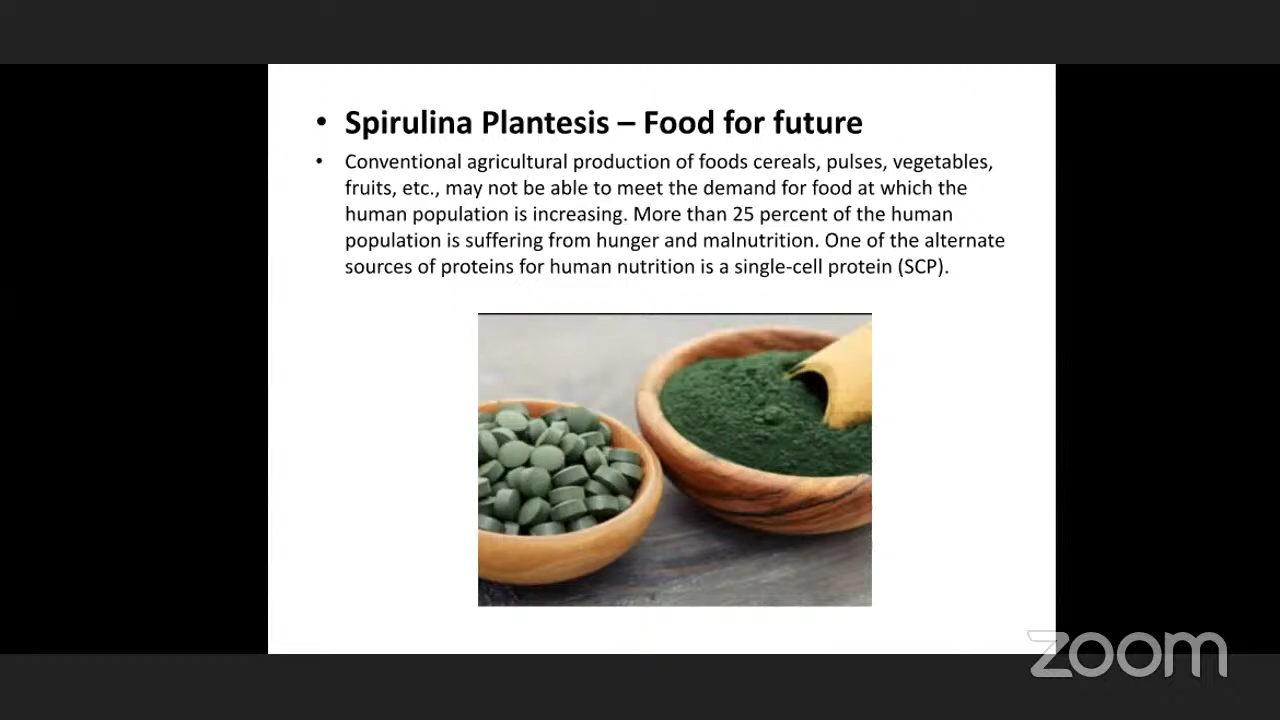 • Spirulina Plantesis – Food for future
• Conventional agricultural production of foods cereals, pulses, vegetables,
fruits, etc., may not be able to meet the demand for food at which the
human population is increasing. More than 25 percent of the human
population is suffering from hunger and malnutrition. One of the alternate
sources of proteins for human nutrition is a single-cell protein (SCP).
zoom